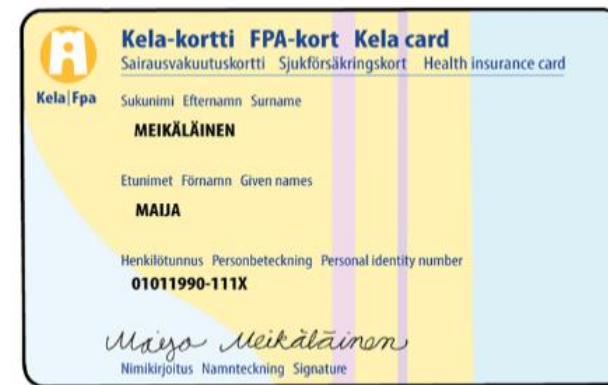 Kela-kortti FPA-kort Kela card
Sairausvakuutuskortti Sjukförsäkringskort Health insurance card
Kela|Fpa
Sukunimi Efternamn Surname
MEIKÄLÄINEN
Etunimet Förnamn Given names
MAIJA
Henkilötunnus Personbeteckning Personal identity number
01011990-111X
Maija Meikäläinen
Nimikirjoitus Namnteckning Signature